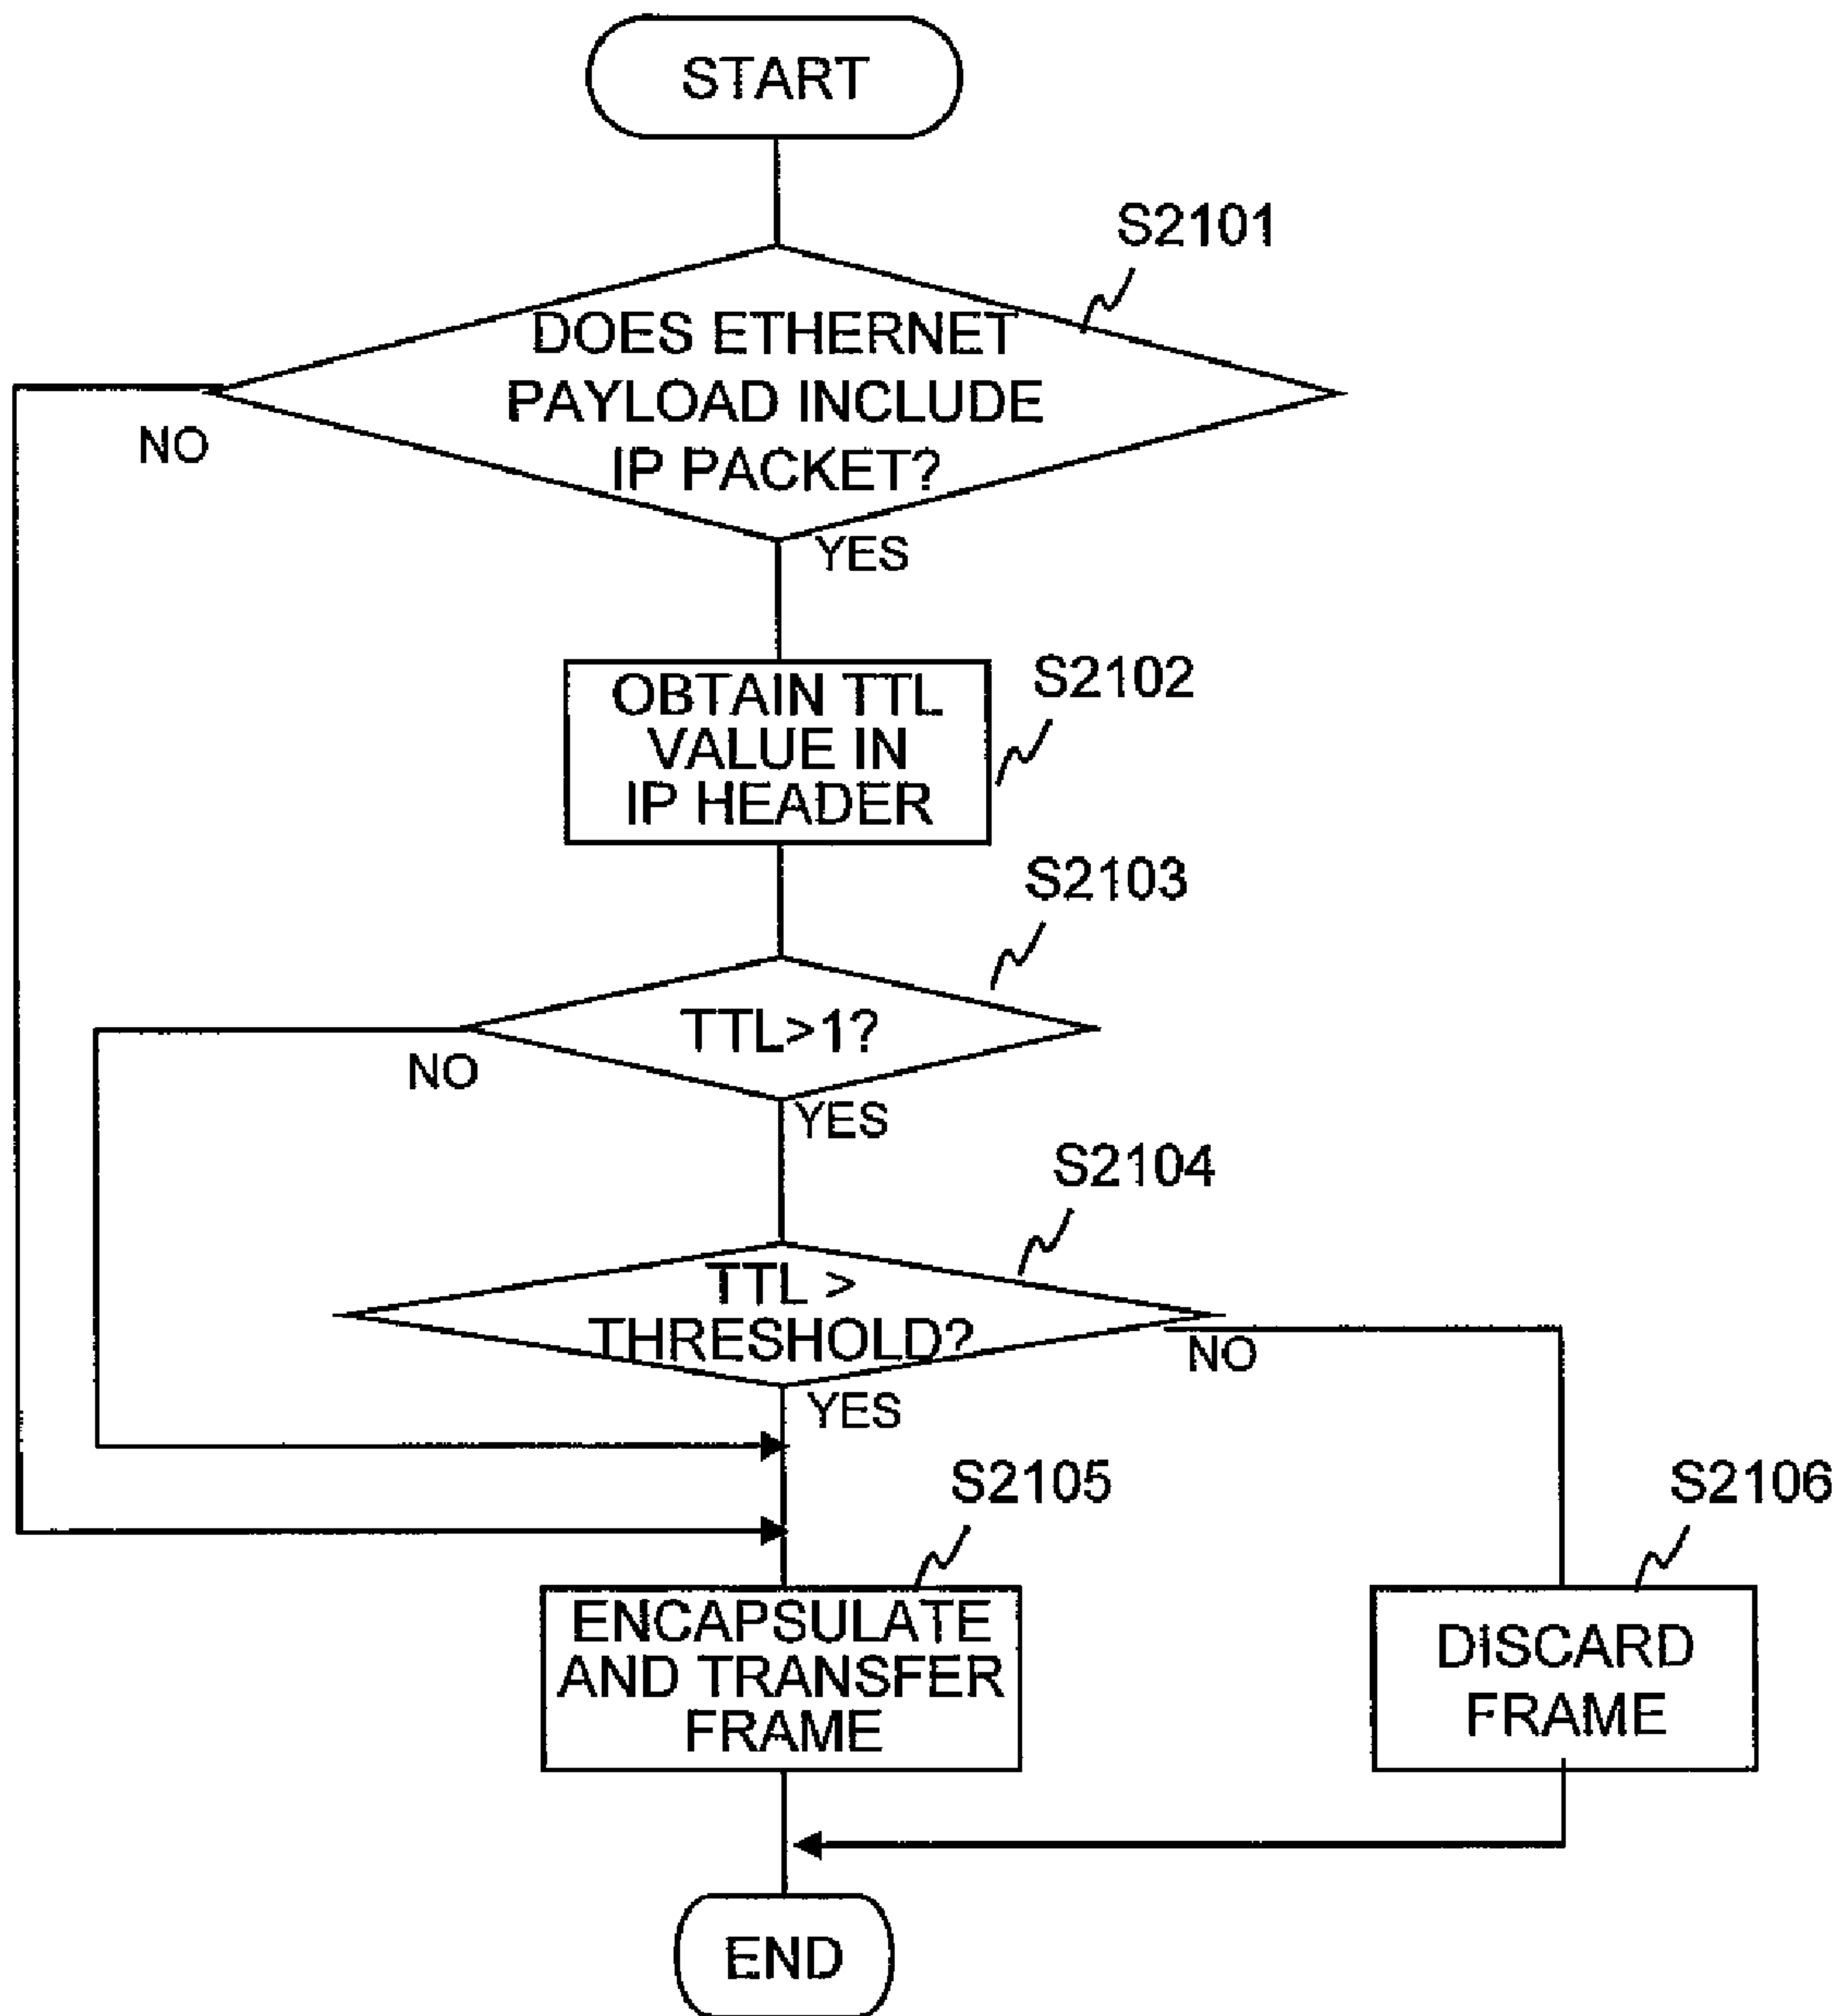 START
S2101
DOES ETHERNET
PAYLOAD INCLUDE
IP PACKET?
NO
YES
S2102
OBTAIN TTL
VALUE IN
IP HEADER
S2103
TTL>1?
NO
YES
S2104
TTL >
THRESHOLD?
NO
YES
S2105
S2106
ENCAPSULATE
AND TRANSFER
FRAME
DISCARD
FRAME
END